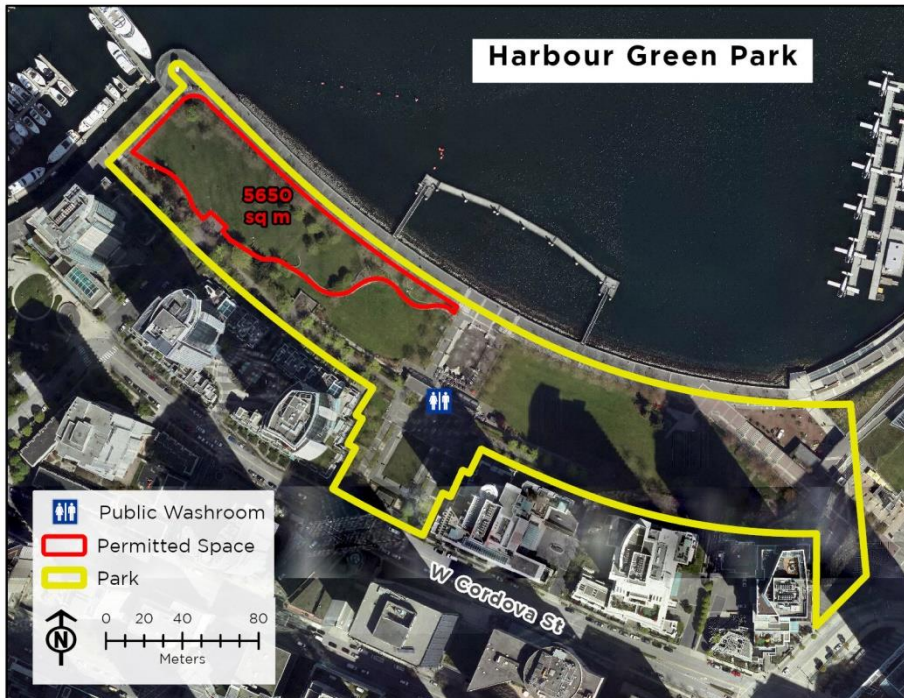 Harbour Green Park
5650
sq m
W Cordova St
Public Washroom
Permitted Space
Park
N
0 20 40 80
Meters